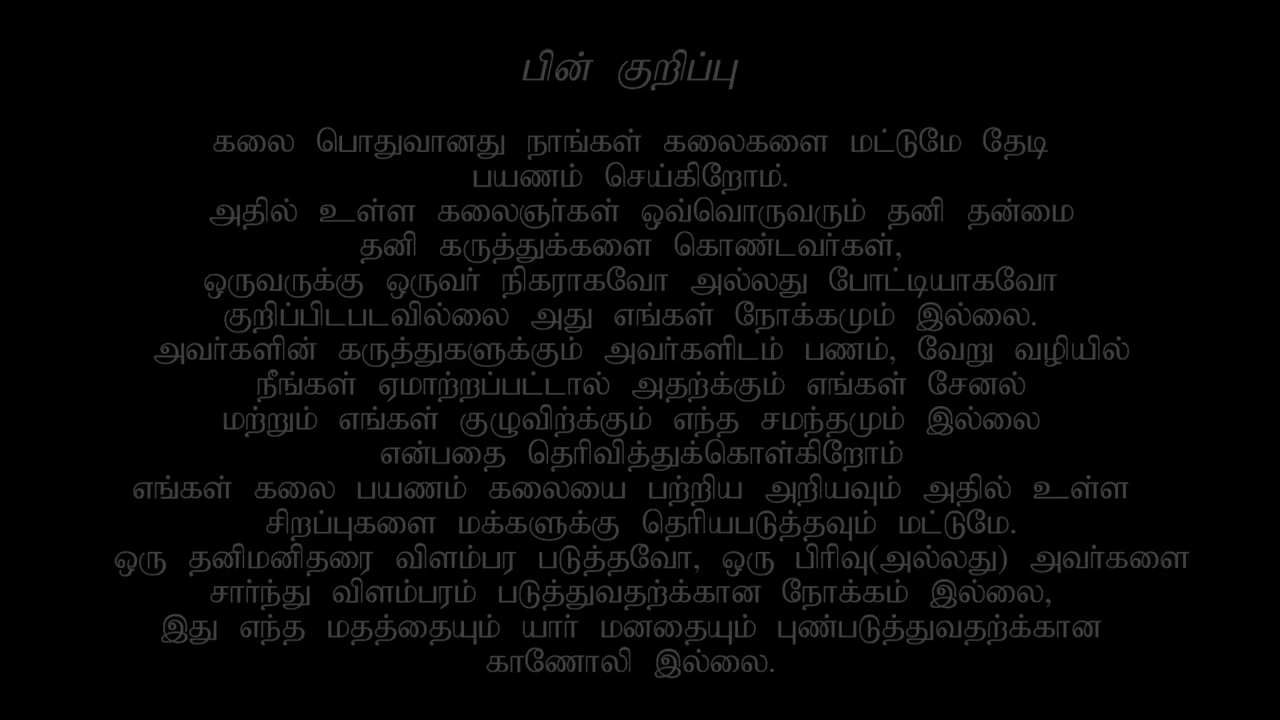 பின் குறிப்பு
கலை பொதுவானது நாங்கள் கலைகளை மட்டுமே தேடி
பயணம் செய்கிறோம்.
அதில் உள்ள கலைஞர்கள் ஒவ்வொருவரும் தனி தன்மை
தனி கருத்துக்களை கொண்டவர்கள்,
ஒருவருக்கு ஒருவர் நிகராகவோ அல்லது போட்டியாகவோ
குறிப்பிடபடவில்லை அது எங்கள் நோக்கமும் இல்லை.
அவர்களின் கருத்துகளுக்கும் அவர்களிடம் பணம், வேறு வழியில்
நீங்கள் ஏமாற்றப்பட்டால் அதற்க்கும் எங்கள் சேனல்
மற்றும் எங்கள் குழுவிற்க்கும் எந்த சமந்தமும் இல்லை
என்பதை தெரிவித்துக்கொள்கிறோம்
எங்கள் கலை பயணம் கலையை பற்றிய அறியவும் அதில் உள்ள
சிறப்புகளை மக்களுக்கு தெரியபடுத்தவும் மட்டுமே.
ஒரு தனிமனிதரை விளம்பர படுத்தவோ, ஒரு பிரிவு(அல்லது) அவர்களை
சார்ந்து விளம்பரம் படுத்துவதற்க்கான நோக்கம் இல்லை,
இது எந்த மதத்தையும் யார் மனதையும் புண்படுத்துவதற்க்கான
காணோலி இல்லை.